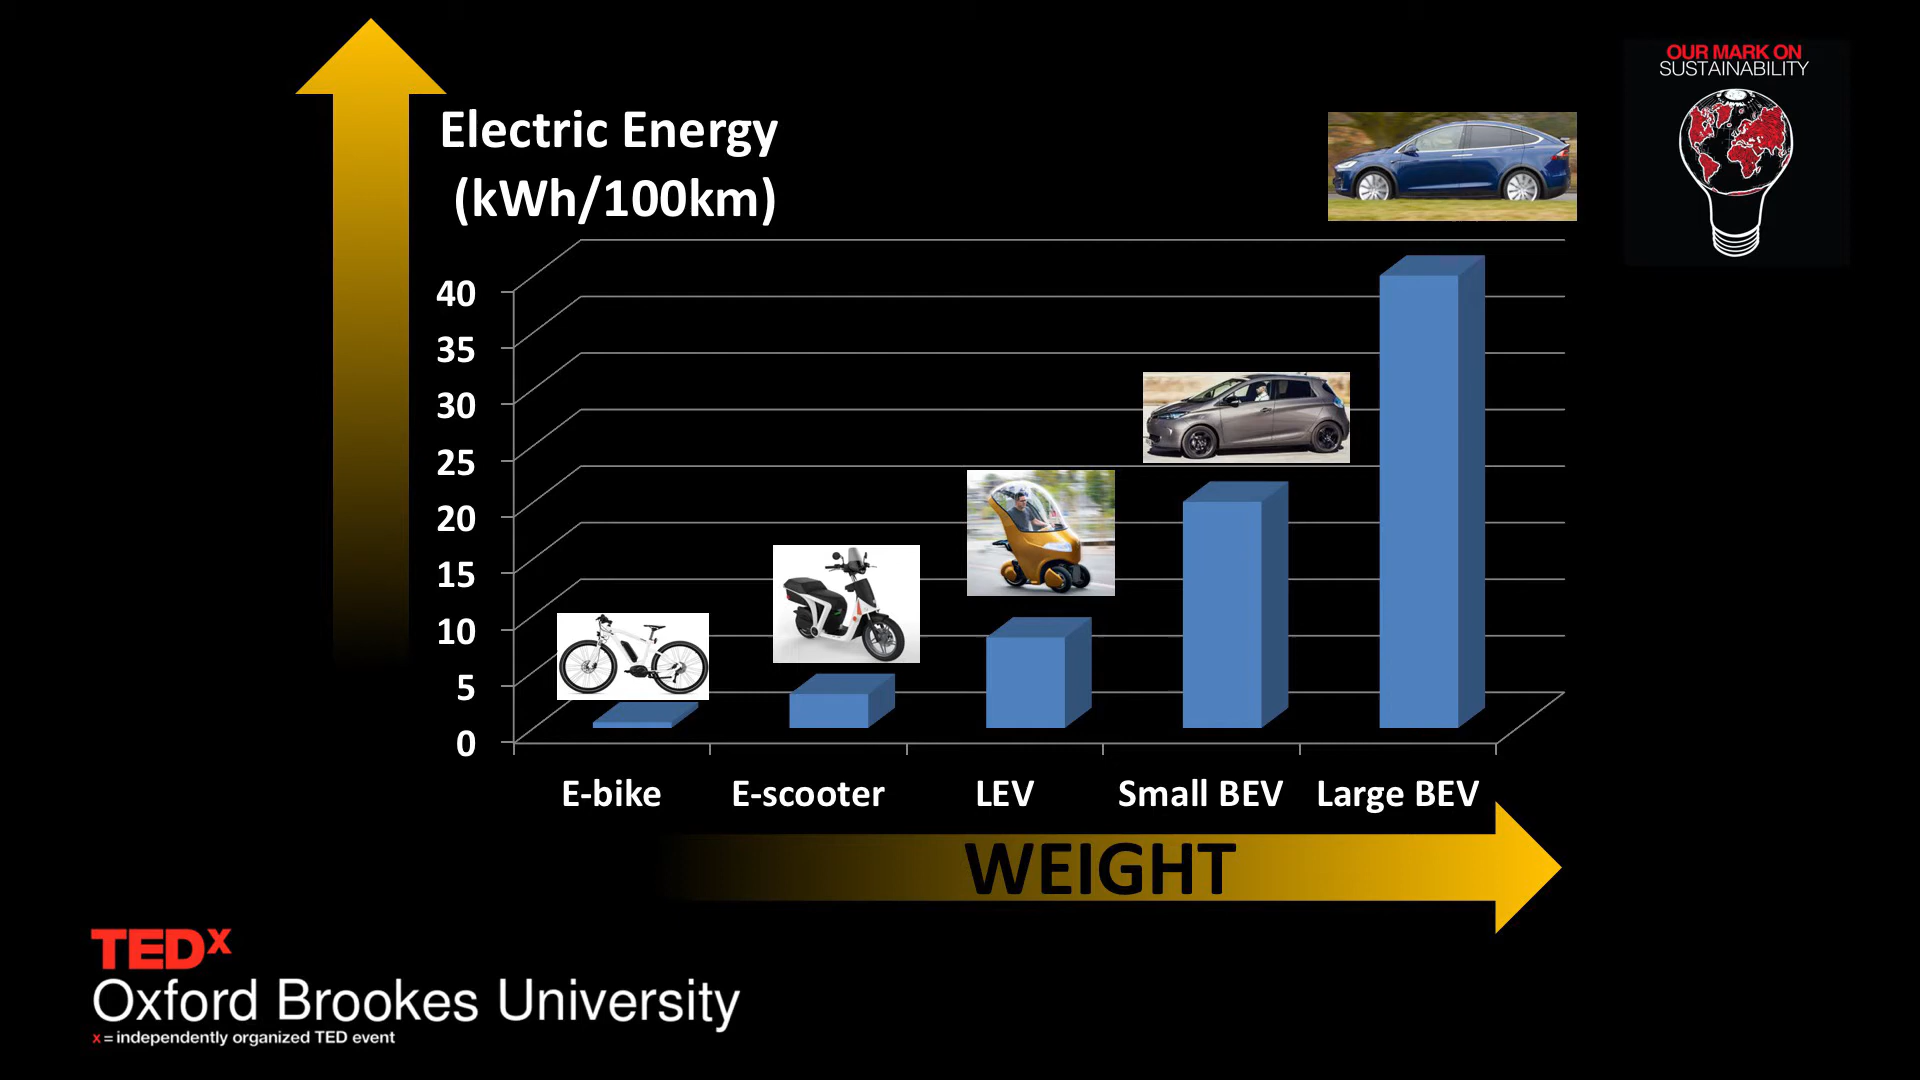 OUR MARK ON
SUSTAINABILITY
Electric Energy
(kWh/100km)
40
35
30
25
20
15
10
5
0
E-bike
E-scooter
LEV
Small BEV
Large BEV
WEIGHT
TEDx
Oxford Brookes University
x = independently organized TED event